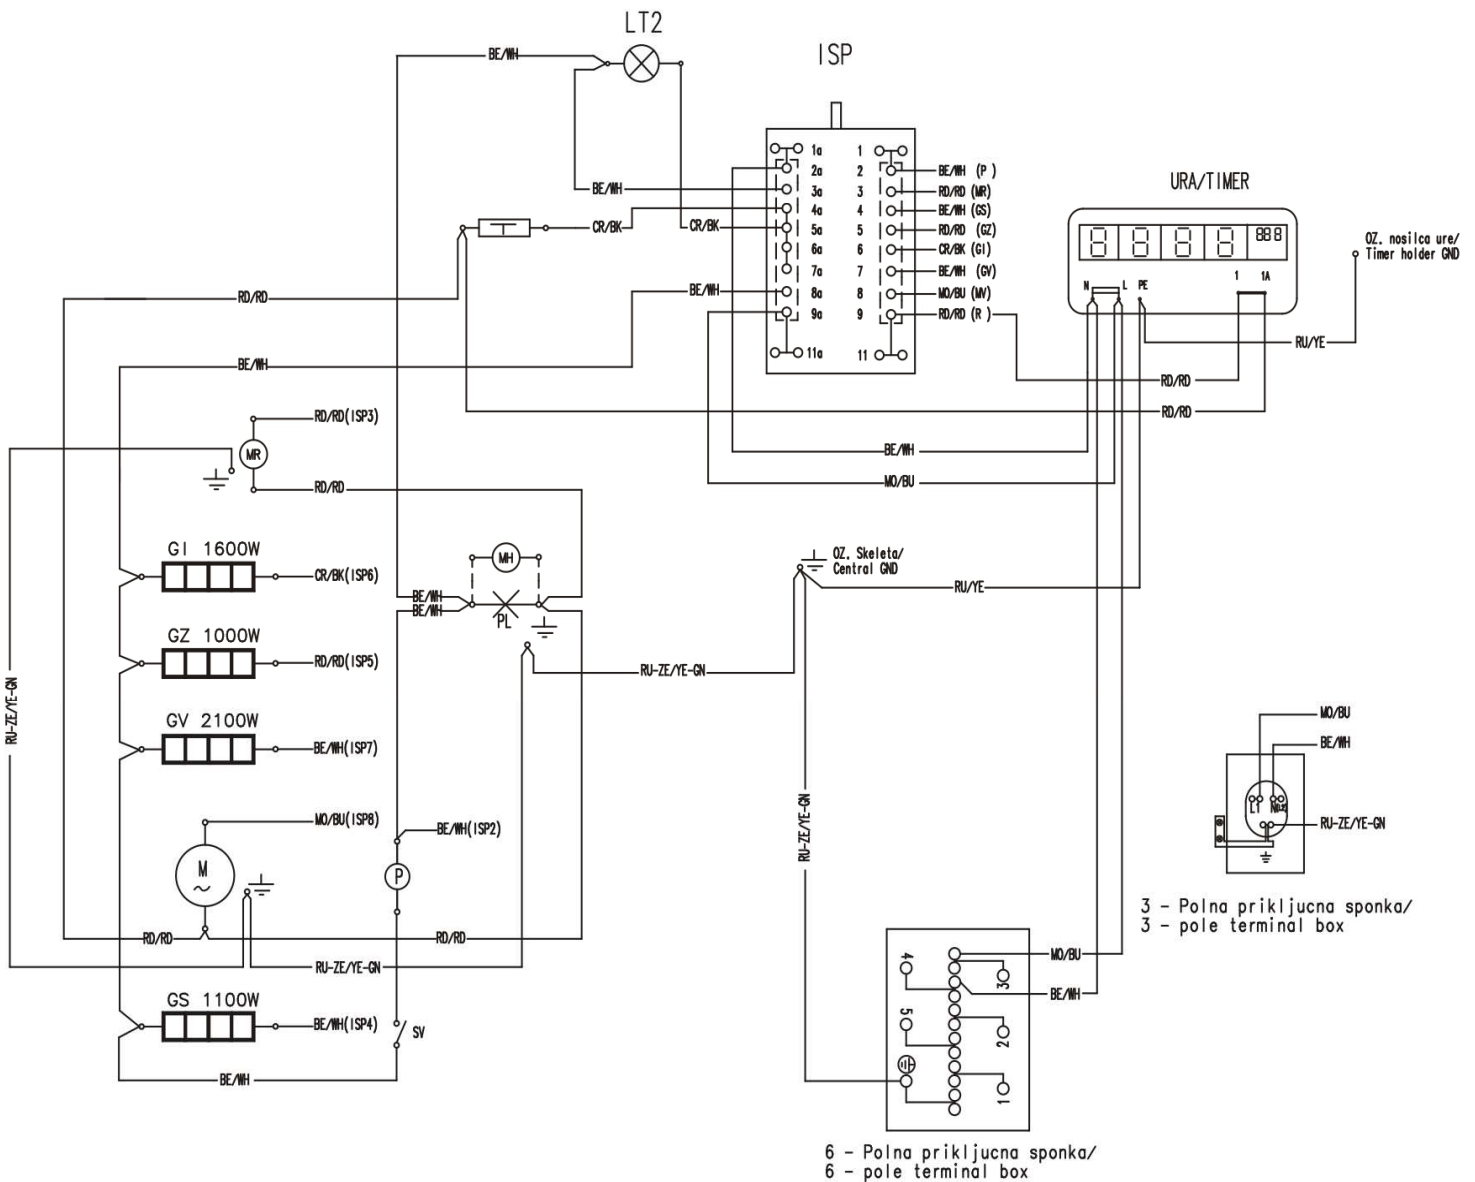 LT2
BE/WH
ISP
BE/WH
CR/BK
CR/BK
RD/RD
BE/WH
BE/WH
1a
2a
3a
4a
5a
6a
7a
8a
9a
11a
1
2
3
4
5
6
7
8
9
11
BE/WH (P )
RD/RD (MR)
BE/WH (GS)
RD/RD (GZ)
CR/BK (GI)
BE/WH (GV)
MO/BU (MV)
RD/RD (R )
URA/TIMER
8 8 8 8 888
N L PE 1 1A
OZ. nosilca ure/
Timer holder GND
RU/YE
RD/RD
RD/RD
BE/WH
MO/BU
RD/RD(ISP3)
MR
RD/RD
GI 1600W
CR/BK(ISP6)
GZ 1000W
RD/RD(ISP5)
GV 2100W
BE/WH(ISP7)
MO/BU(ISP8)
M
RU-ZE/YE-GN
MH
BE/WH
BE/WH
PL
OZ. Skeleta/
Central GND
RU/YE
RU-ZE/YE-GN
BE/WH(ISP2)
P
RD/RD
RD/RD
RU-ZE/YE-GN
GS 1100W
BE/WH(ISP4)
SV
BE/WH
RU-ZE/YE-GN
MO/BU
BE/WH
L1
RU-ZE/YE-GN
3 - Polna prikljucna sponka/
3 - pole terminal box
4
5
3
2
1
MO/BU
BE/WH
6 - Polna prikljucna sponka/
6 - pole terminal box